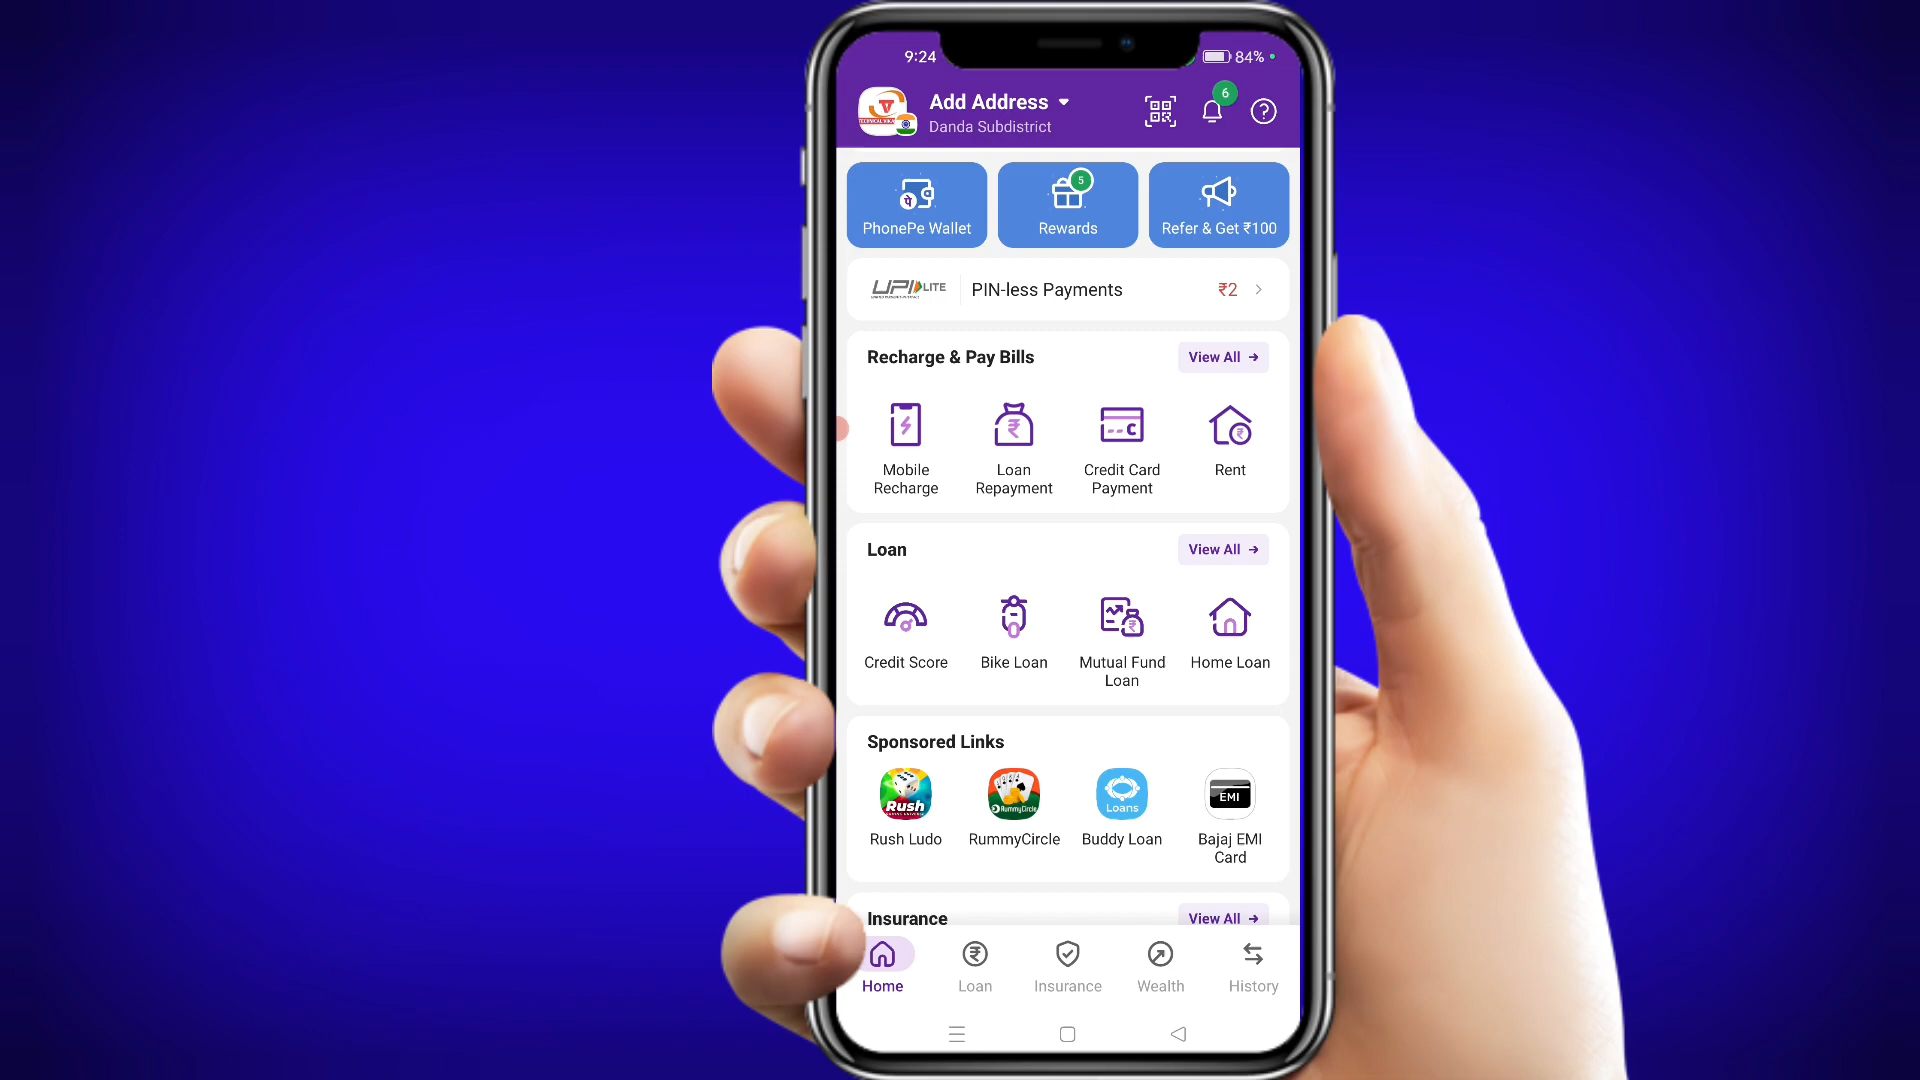 9:24
84%
Add Address
Danda Subdistrict
6
?
TECHNICAL VIKA
PhonePe Wallet
पे
5
Rewards
Refer & Get ₹100
UPI LITE
PIN-less Payments
₹2
Recharge & Pay Bills
View All →
Mobile
Recharge
Loan
Repayment
Credit Card
Payment
Rent
Loan
View All →
Credit Score
Bike Loan
Mutual Fund
Loan
Home Loan
Sponsored Links
Rush
RummyCircle
Loans
EMI
Rush Ludo
RummyCircle
Buddy Loan
Bajaj EMI
Card
Insurance
View All →
Home
Loan
Insurance
Wealth
History